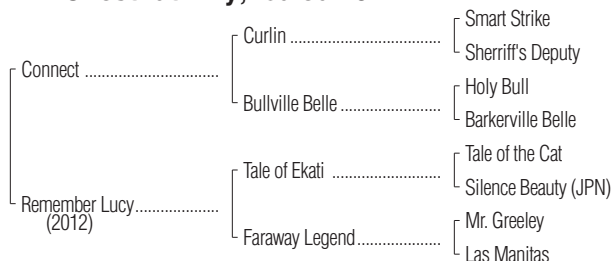 Connect
Remember Lucy
(2012)
Curlin
Bullville Belle
Tale of Ekati
Faraway Legend
Smart Strike
Sherriff's Deputy
Holy Bull
Barkerville Belle
Tale of the Cat
Silence Beauty (JPN)
Mr. Greeley
Las Manitas